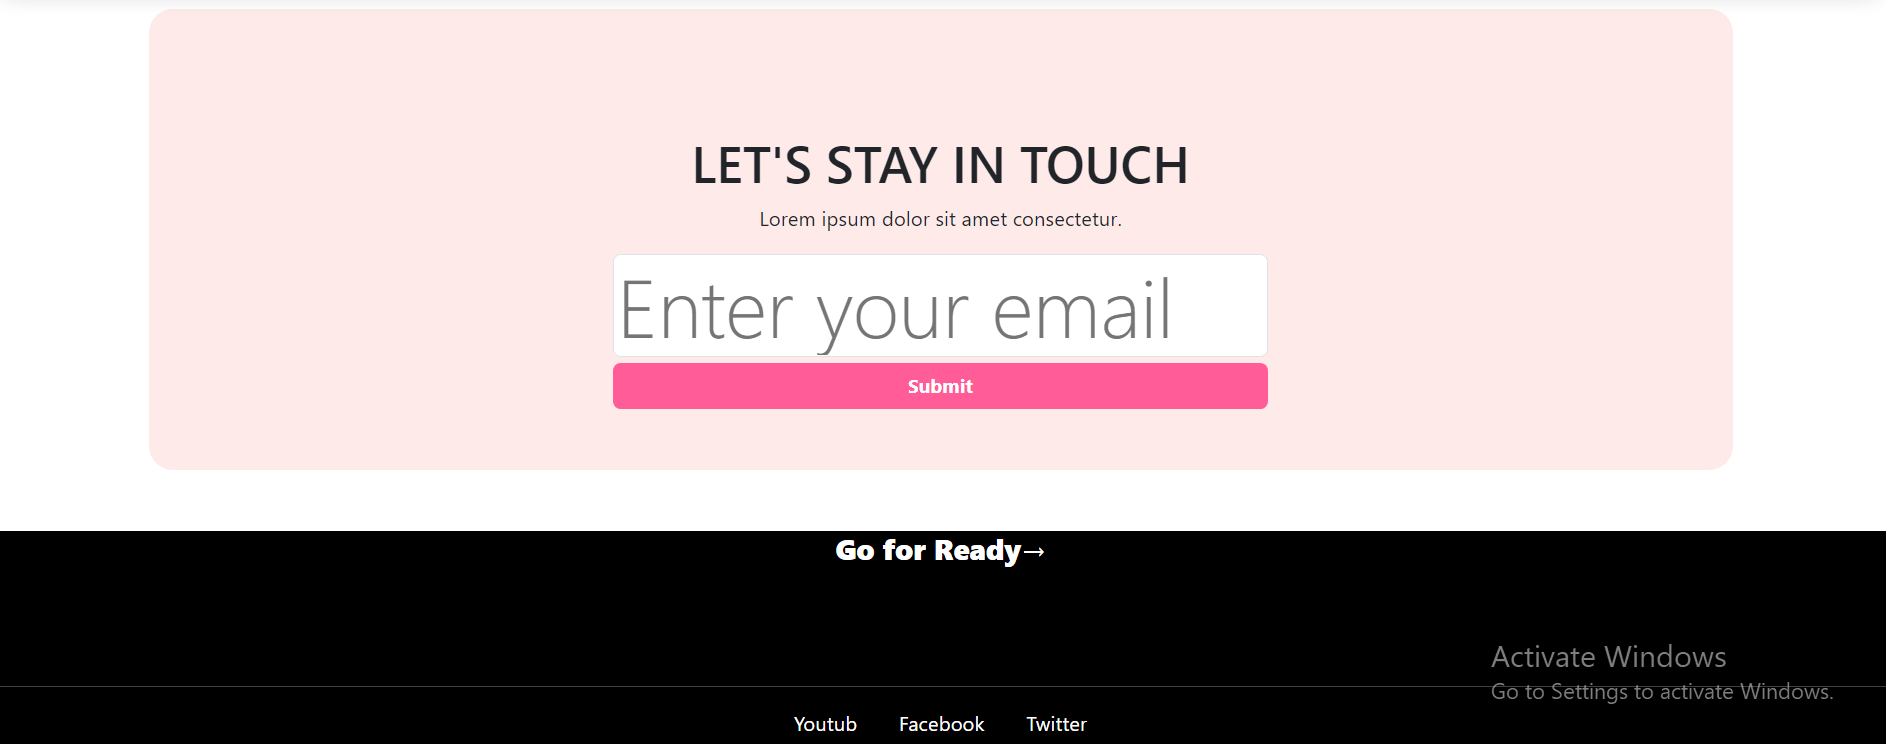 LET'S STAY IN TOUCH
Lorem ipsum dolor sit amet consectetur.
Enter your email
Submit
Go for Ready→
Activate Windows
Go to Settings to activate Windows.
Youtub Facebook Twitter